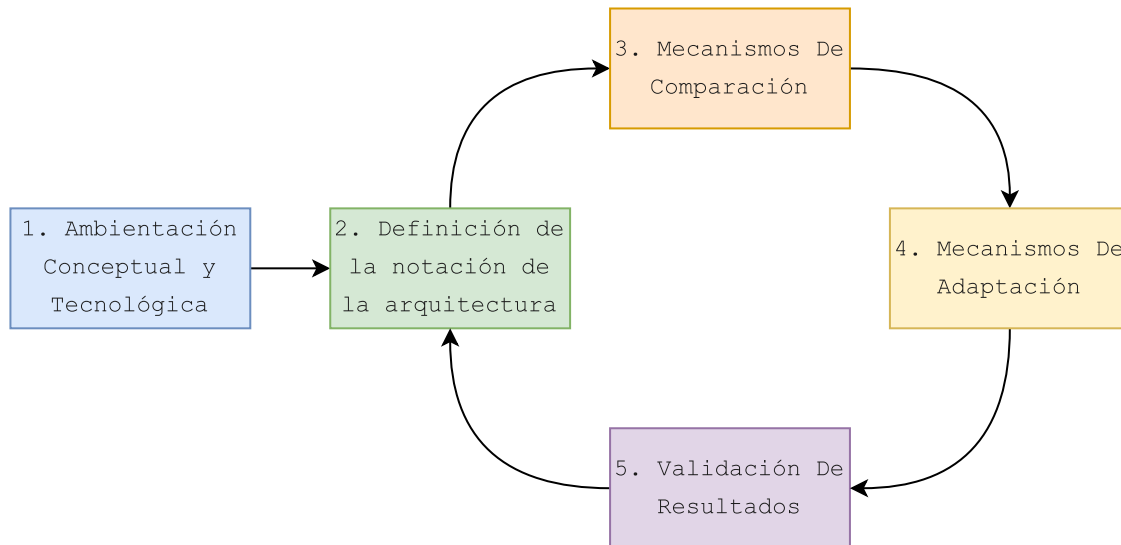 1. Ambientación
Conceptual y
Tecnológica
2. Definición de
la notación de
la arquitectura
3. Mecanismos De
Comparación
4. Mecanismos De
Adaptación
5. Validación De
Resultados